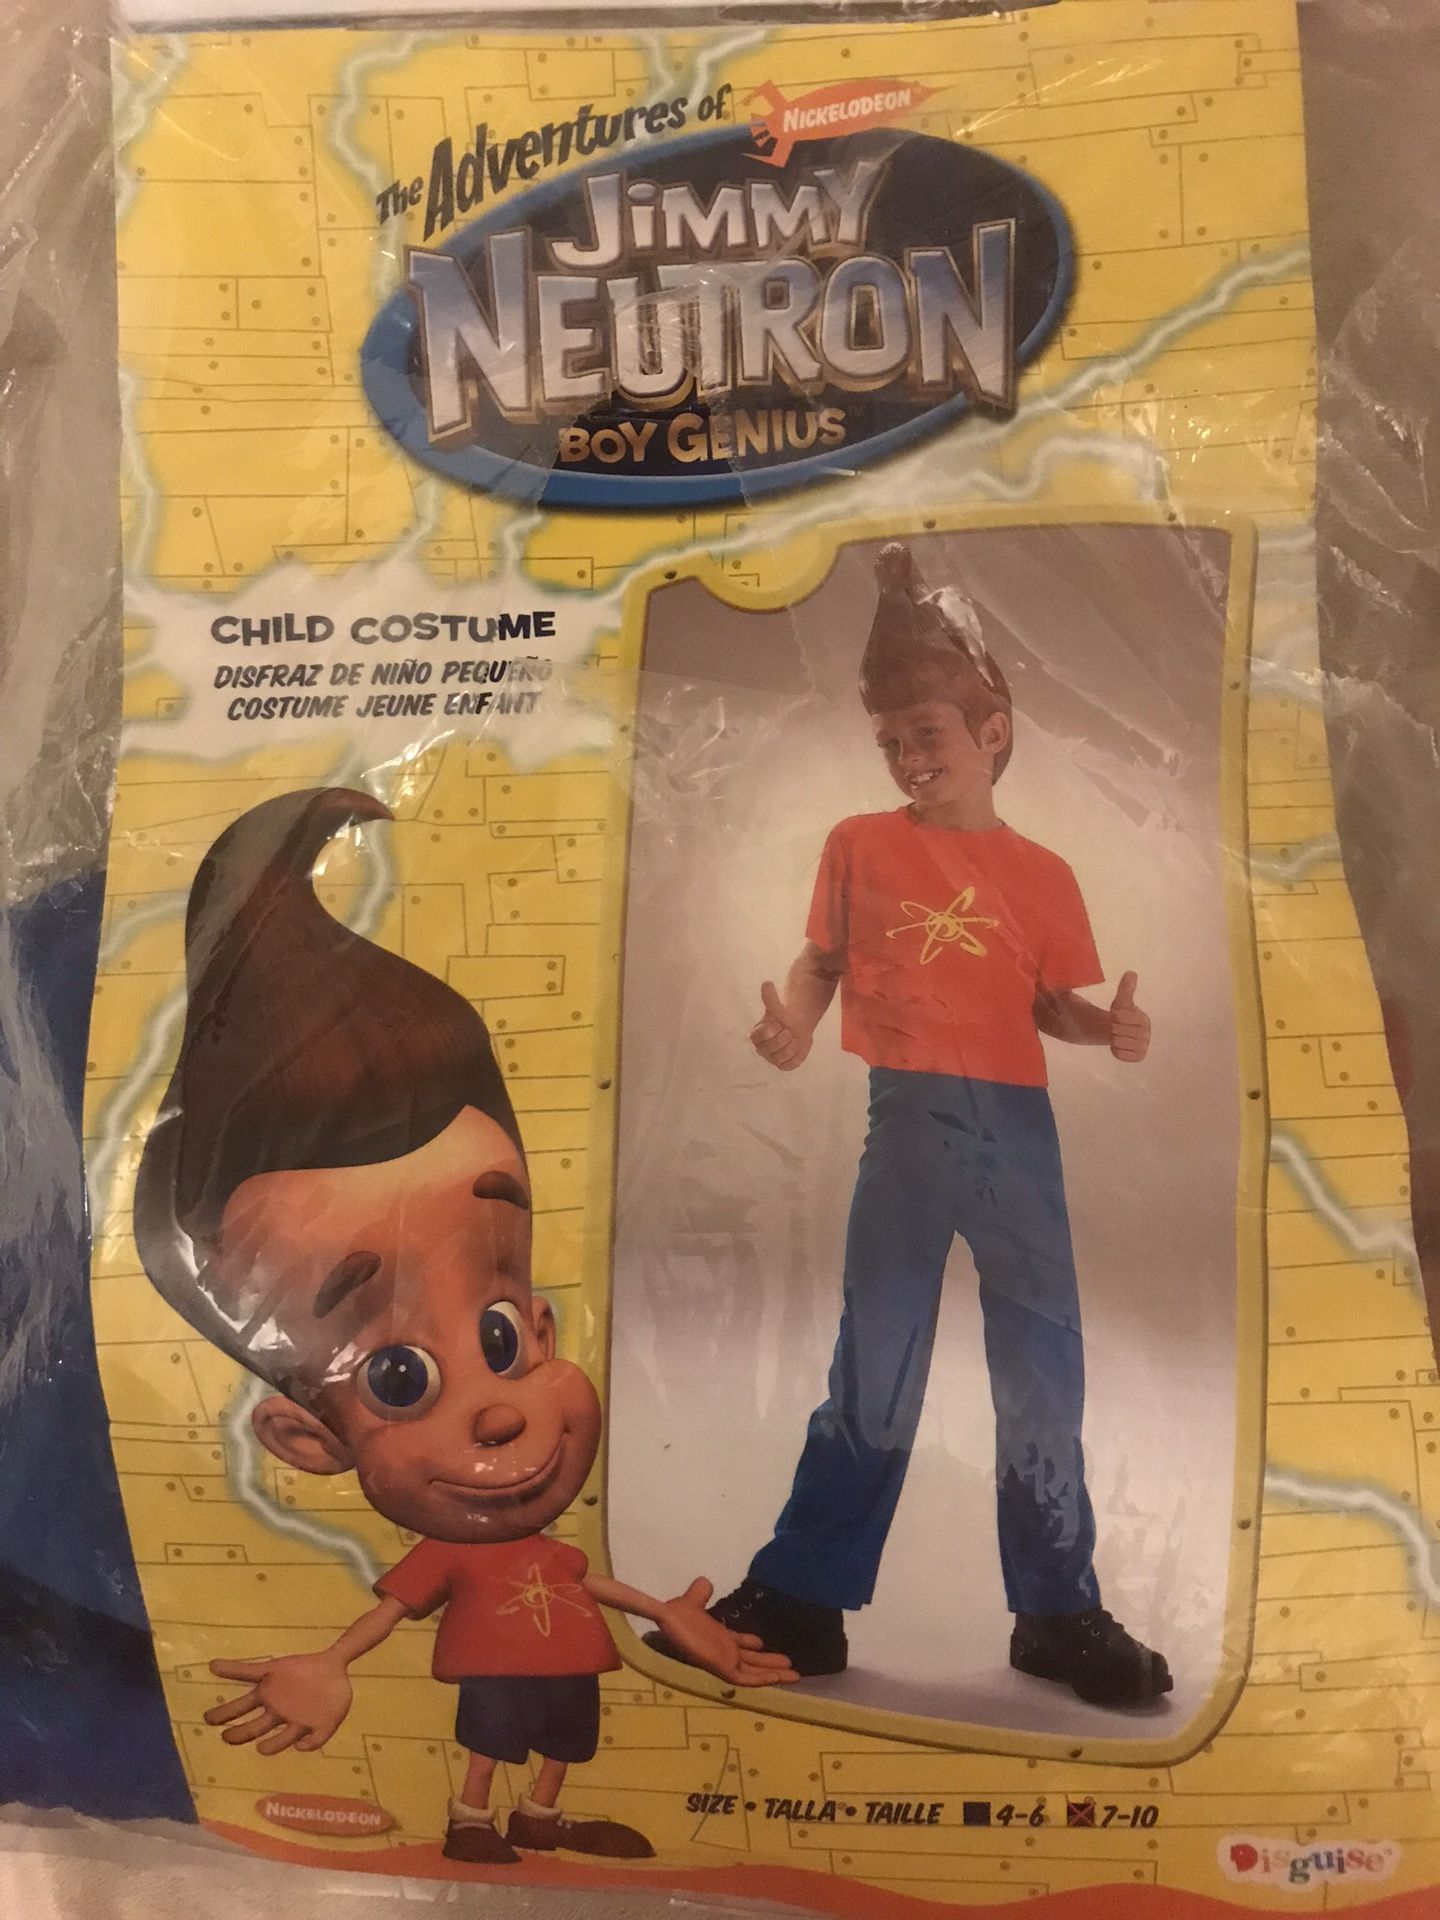 The Adventures of
NICKELODEON
JIMMY
NEUTRON
BOY GENIUS™
CHILD COSTUME
DISFRAZ DE NIÑO PEQUEÑO
COSTUME JEUNE ENFANT
NICKELODEON
SIZE • TALLA • TAILLE 4-6 7-10
Disguise